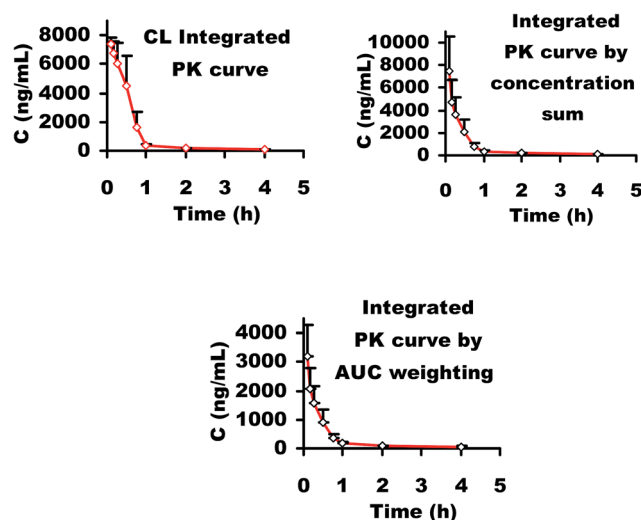 CL Integrated
PK curve
C (ng/mL)
8000
6000
4000
2000
0
0 1 2 3 4 5
Time (h)
Integrated
PK curve by
concentration
sum
C (ng/mL)
10000
8000
6000
4000
2000
0
0 1 2 3 4 5
Time (h)
Integrated
PK curve by
AUC weighting
C (ng/mL)
4000
3000
2000
1000
0
0 1 2 3 4 5
Time (h)